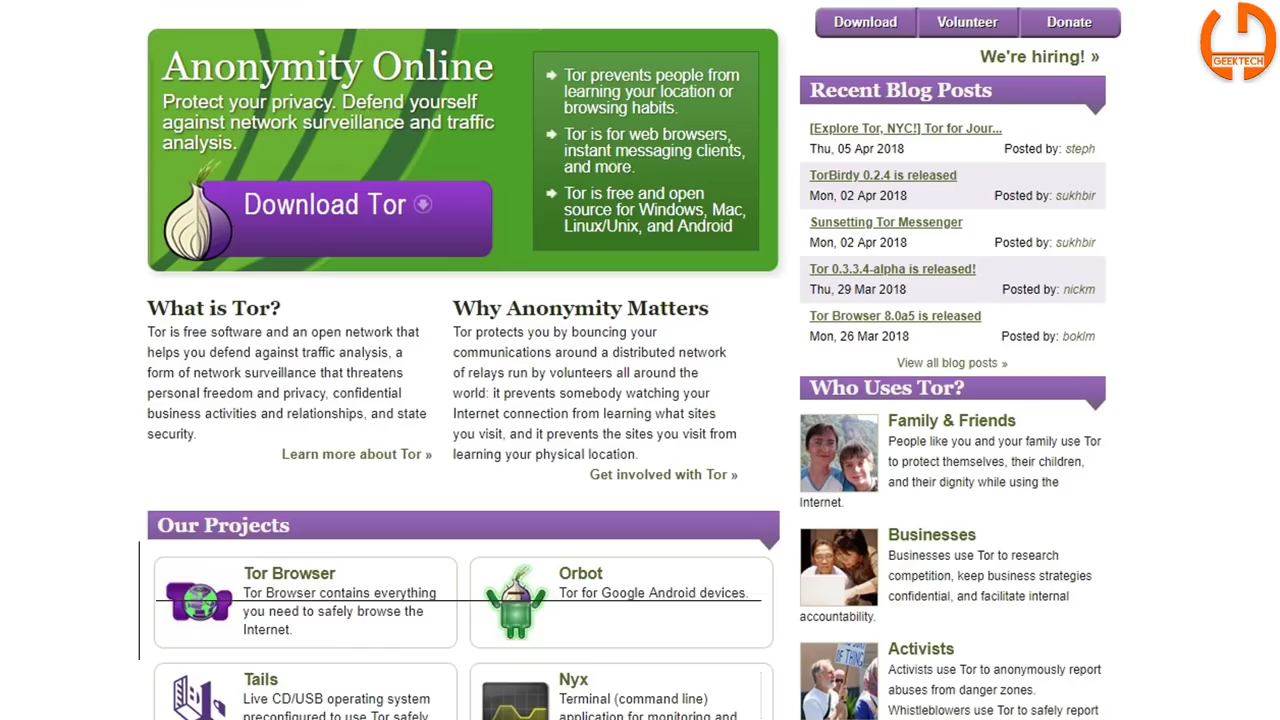 Download
Volunteer
Donate
GEEKTECH
We're hiring! »
Anonymity Online
Protect your privacy. Defend yourself
against network surveillance and traffic
analysis.
Download Tor
Tor prevents people from
learning your location or
browsing habits.
Tor is for web browsers,
instant messaging clients,
and more.
Tor is free and open
source for Windows, Mac,
Linux/Unix, and Android
What is Tor?
Tor is free software and an open network that
helps you defend against traffic analysis, a
form of network surveillance that threatens
personal freedom and privacy, confidential
business activities and relationships, and state
security.
Learn more about Tor »
Why Anonymity Matters
Tor protects you by bouncing your
communications around a distributed network
of relays run by volunteers all around the
world: it prevents somebody watching your
Internet connection from learning what sites
you visit, and it prevents the sites you visit from
learning your physical location.
Get involved with Tor »
Our Projects
Tor Browser
Tor Browser contains everything
you need to safely browse the
Internet.
Orbot
Tor for Google Android devices.
Tails
Live CD/USB operating system
preconfigured to use Tor safely
Nyx
Terminal (command line)
application for monitoring and
Recent Blog Posts
[Explore Tor, NYC!] Tor for Jour...
Thu, 05 Apr 2018 Posted by: steph
TorBirdy 0.2.4 is released
Mon, 02 Apr 2018 Posted by: sukhbir
Sunsetting Tor Messenger
Mon, 02 Apr 2018 Posted by: sukhbir
Tor 0.3.3.4-alpha is released!
Thu, 29 Mar 2018 Posted by: nickm
Tor Browser 8.0a5 is released
Mon, 26 Mar 2018 Posted by: boklm
View all blog posts »
Who Uses Tor?
Family & Friends
People like you and your family use Tor
to protect themselves, their children,
and their dignity while using the
Internet.
Businesses
Businesses use Tor to research
competition, keep business strategies
confidential, and facilitate internal
accountability.
OF THING
Activists
Activists use Tor to anonymously report
abuses from danger zones.
Whistleblowers use Tor to safely report